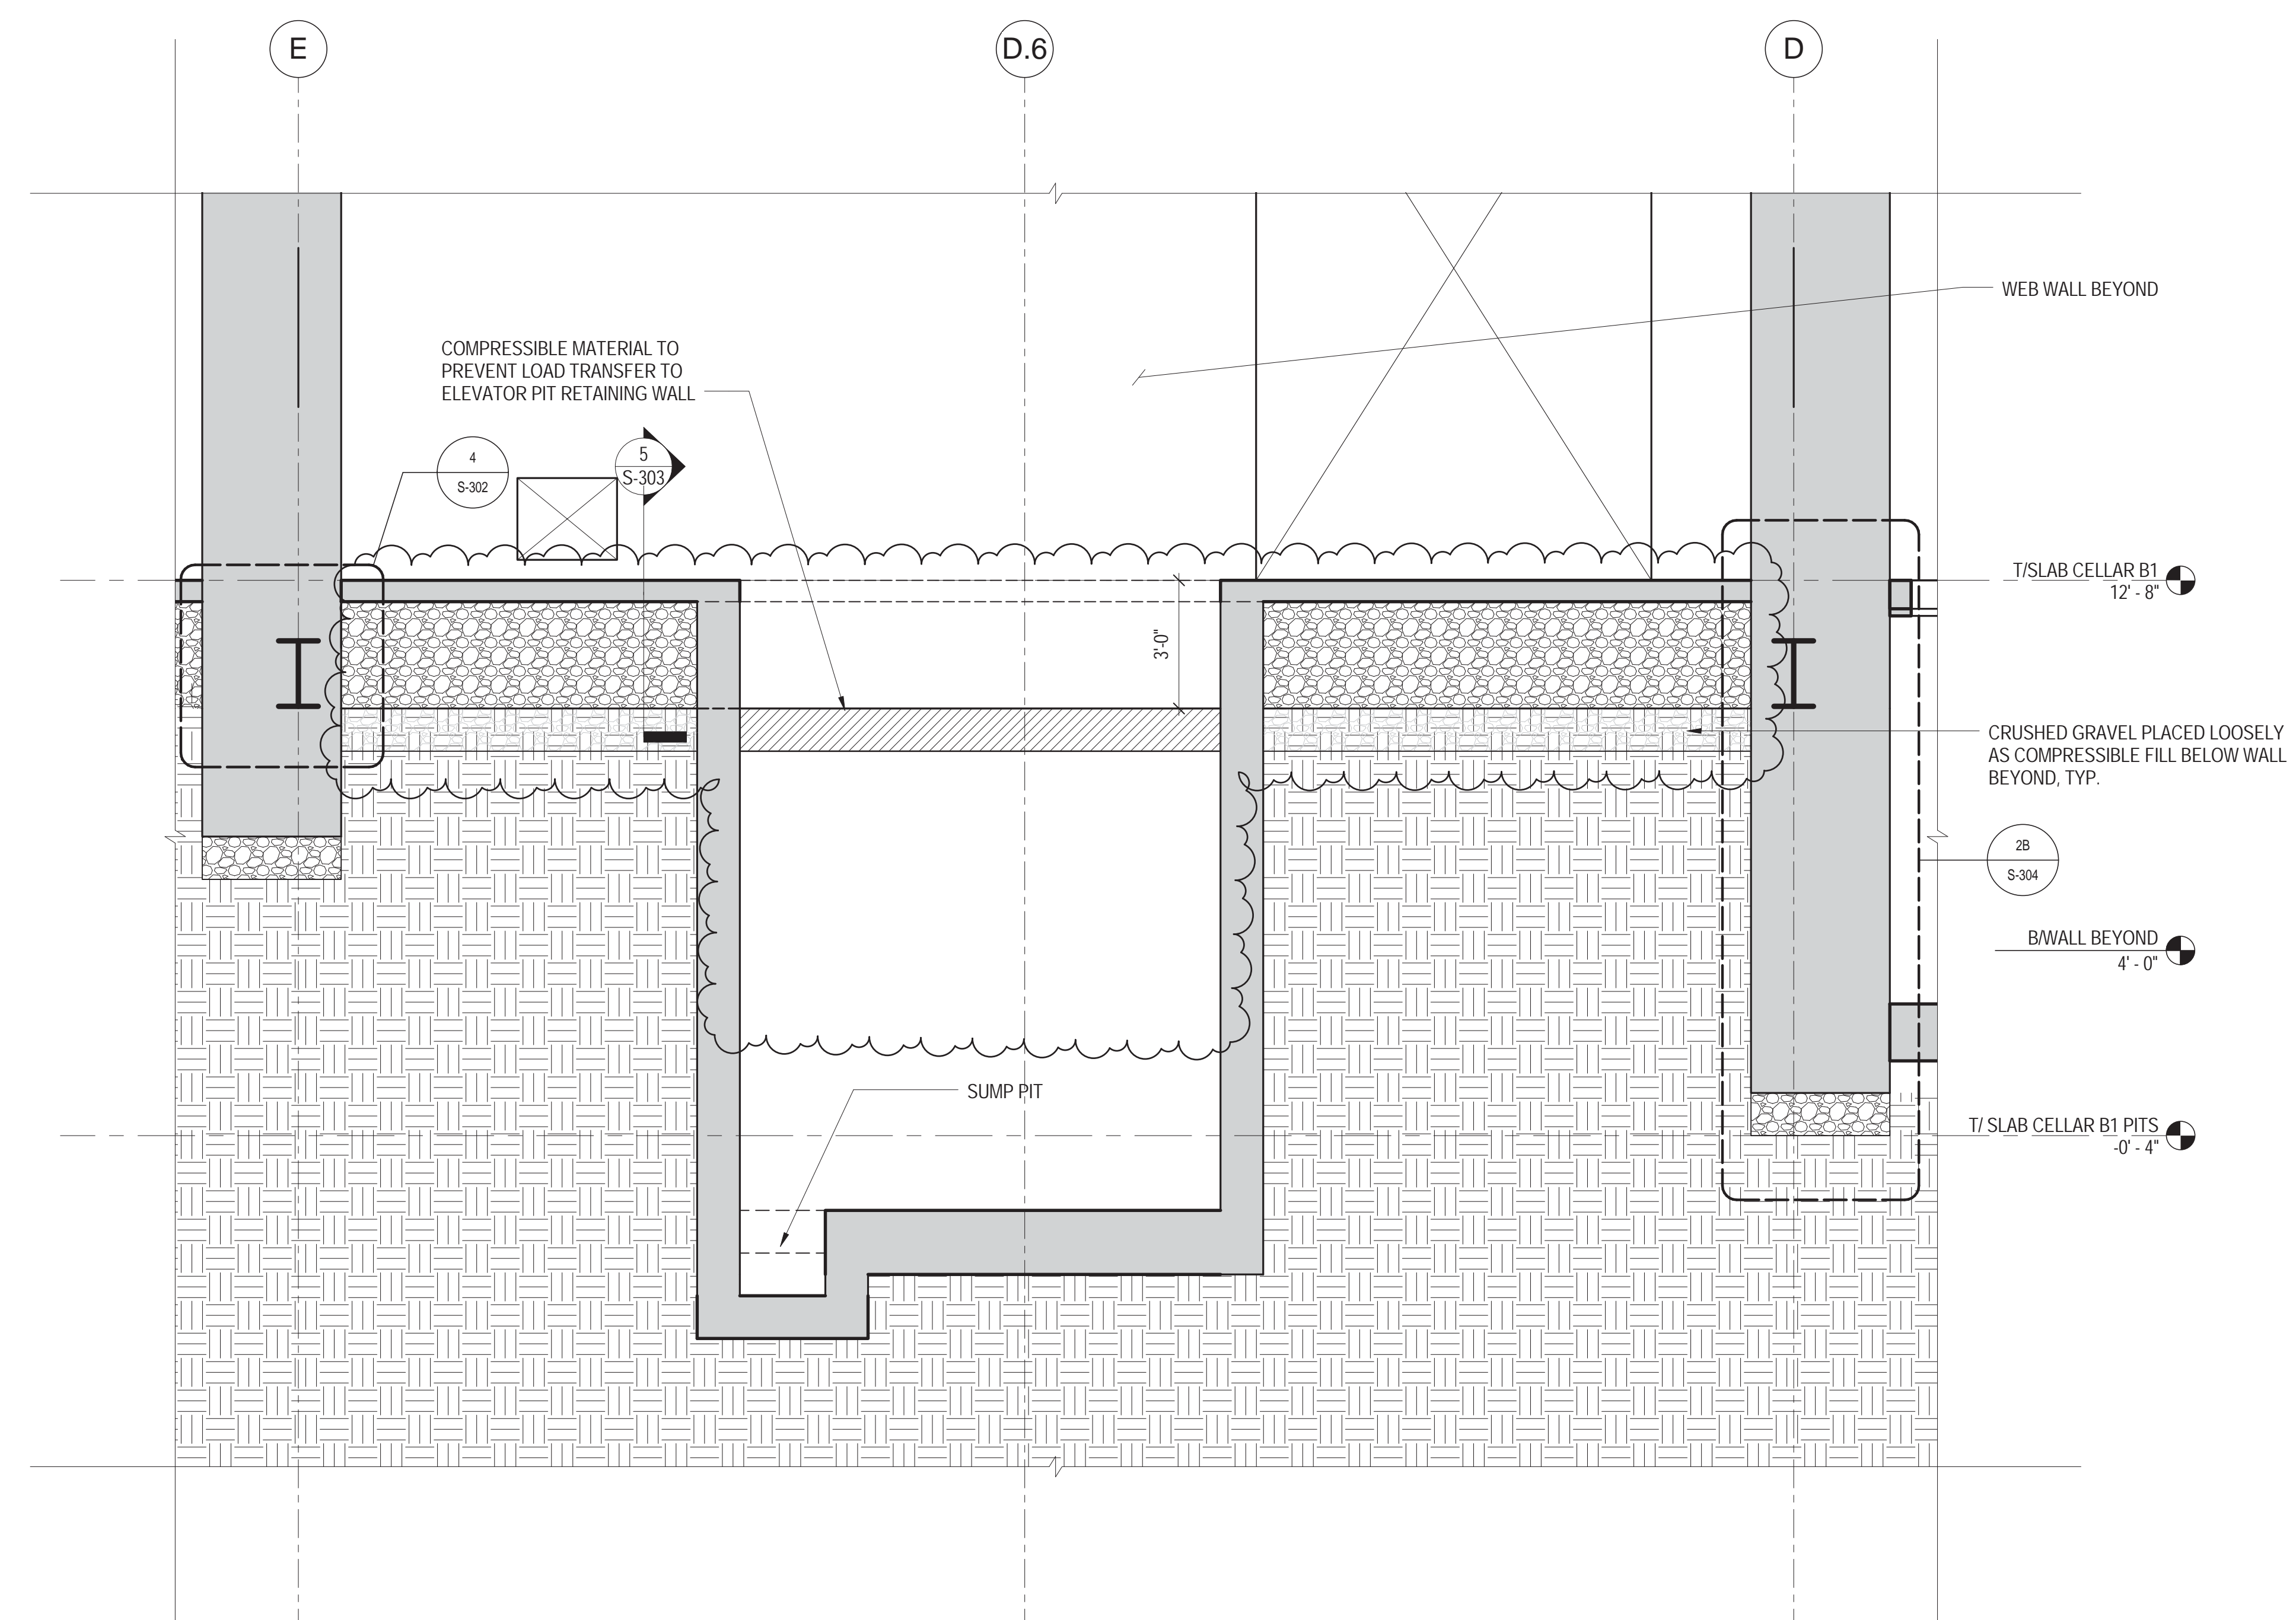 E
D.6
D
WEB WALL BEYOND
COMPRESSIBLE MATERIAL TO
PREVENT LOAD TRANSFER TO
ELEVATOR PIT RETAINING WALL
4
S-302
5
S-303
T/SLAB CELLAR B1
12' - 8"
3'-0"
CRUSHED GRAVEL PLACED LOOSELY
AS COMPRESSIBLE FILL BELOW WALL
BEYOND, TYP.
2B
S-304
B/WALL BEYOND
4' - 0"
SUMP PIT
T/ SLAB CELLAR B1 PITS
-0' - 4"